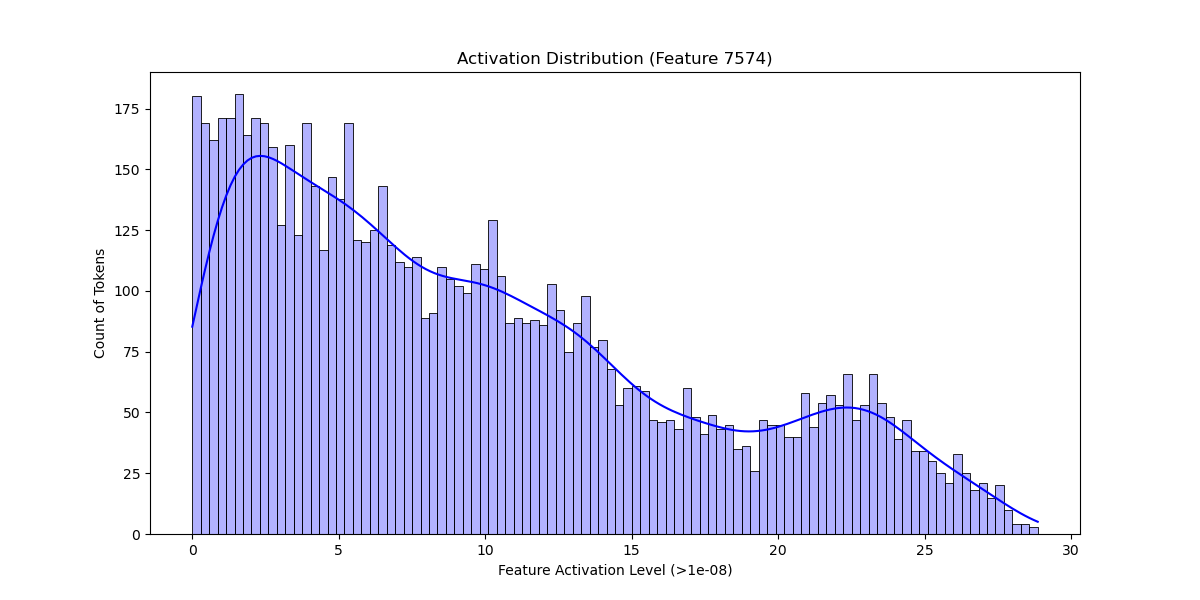 Activation Distribution (Feature 7574)
Count of Tokens
175
150
125
100
75
50
25
0
0 5 10 15 20 25 30
Feature Activation Level (>1e-08)